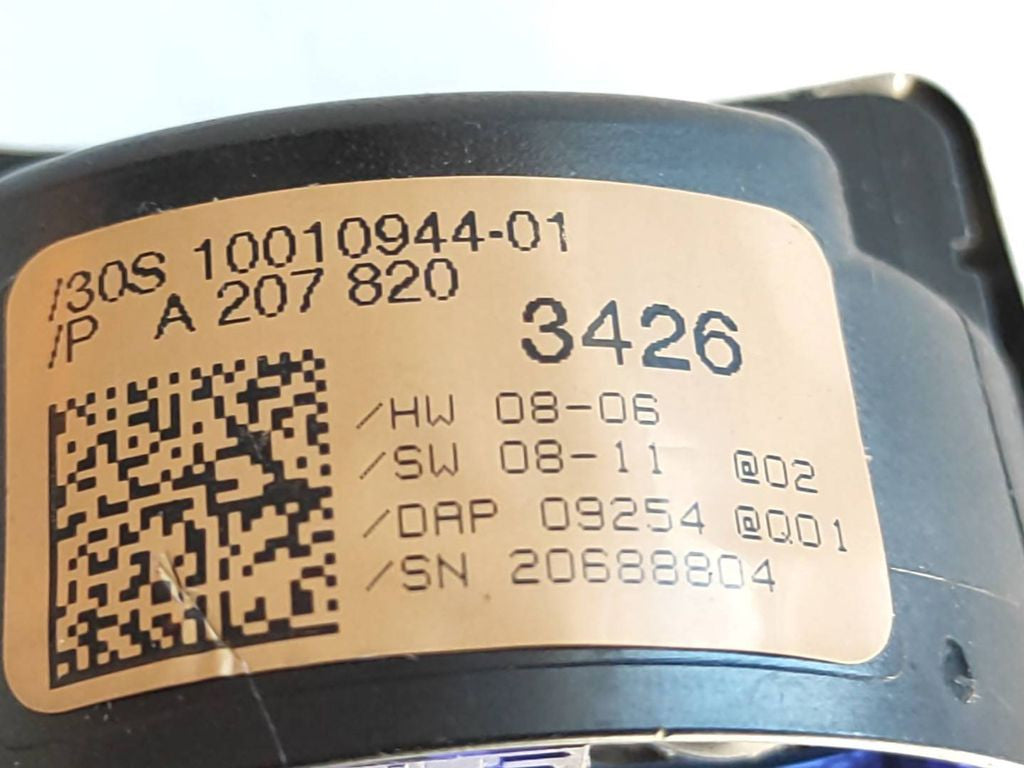 /30S 10010944-01
/P A 207 820
3426
/HW 08-06
/SW 08-11 @02
/DAP 09254 @Q01
/SN 20688804